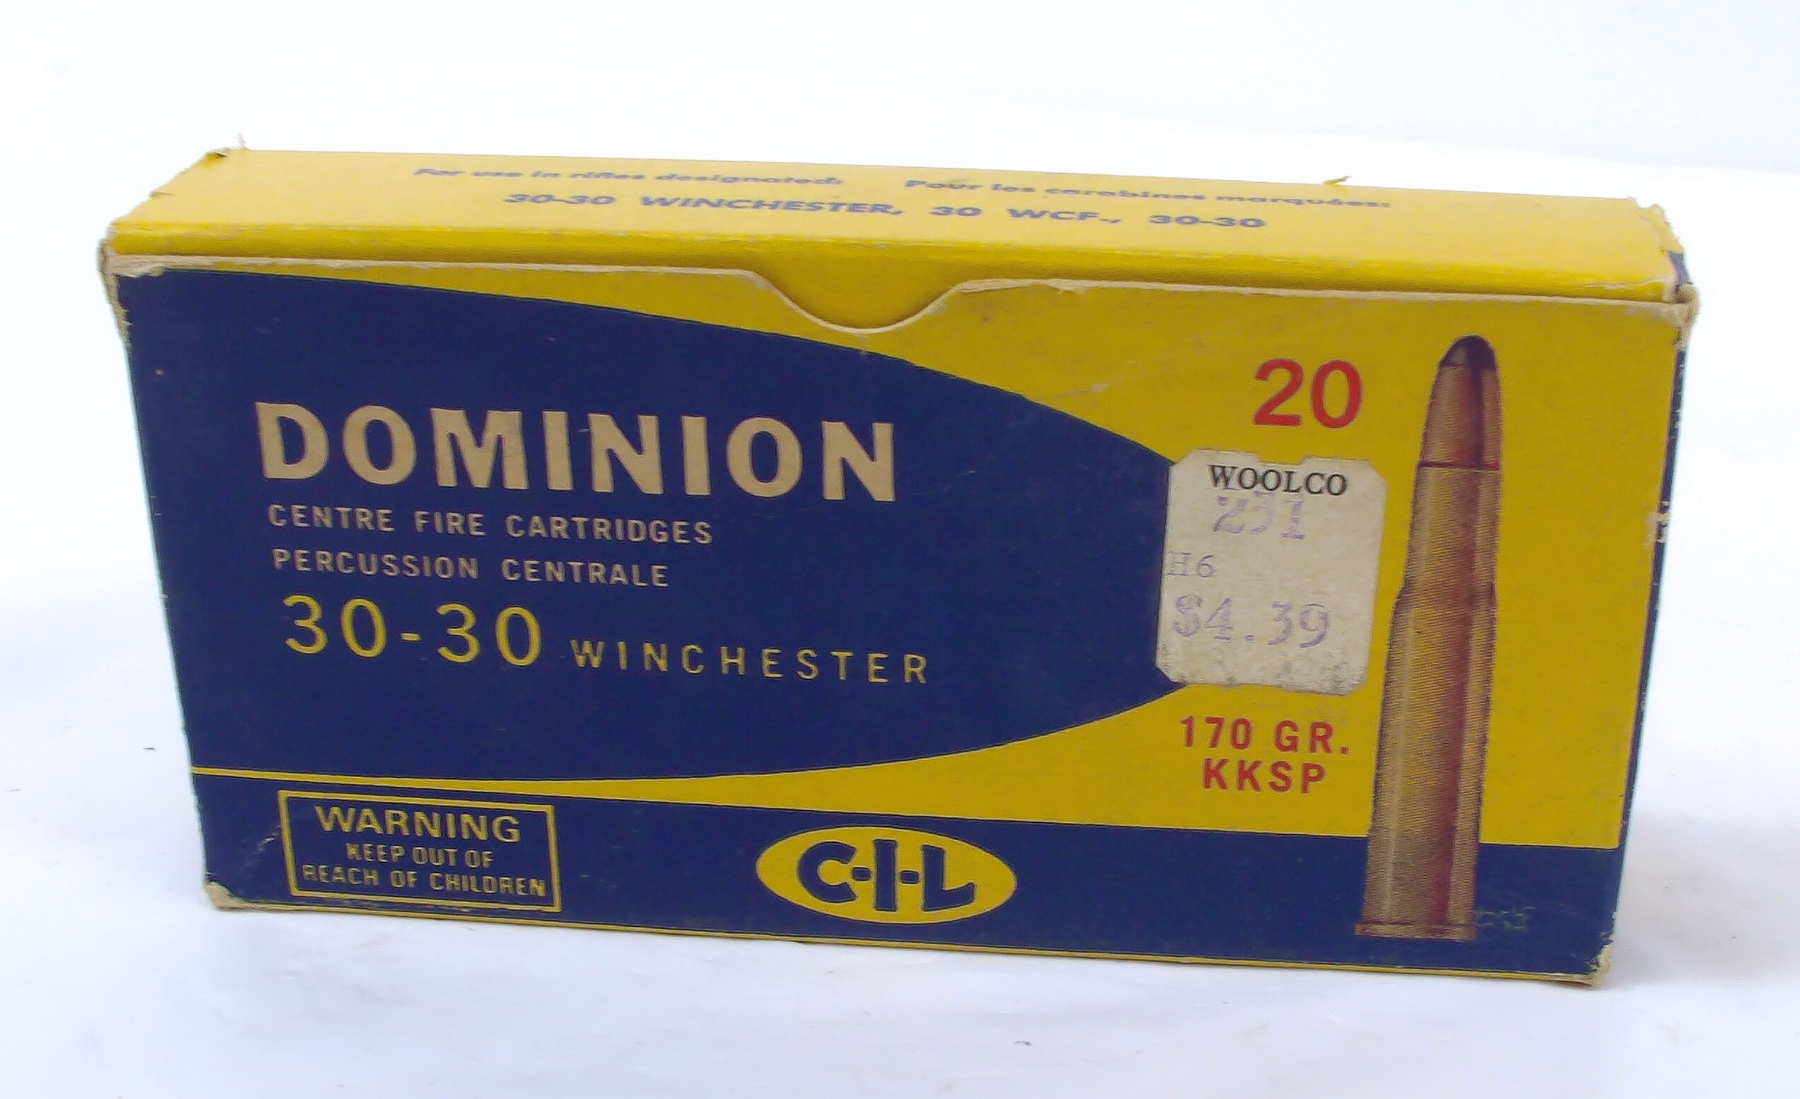 For use in rifles designated: Pour les carabines marquées:
30-30 WINCHESTER, 30 WCF., 30-30
DOMINION
CENTRE FIRE CARTRIDGES
PERCUSSION CENTRALE
30-30 WINCHESTER
20
WOOLCO
H6
$4.39
170 GR.
KKSP
WARNING
KEEP OUT OF
REACH OF CHILDREN
C-I-L